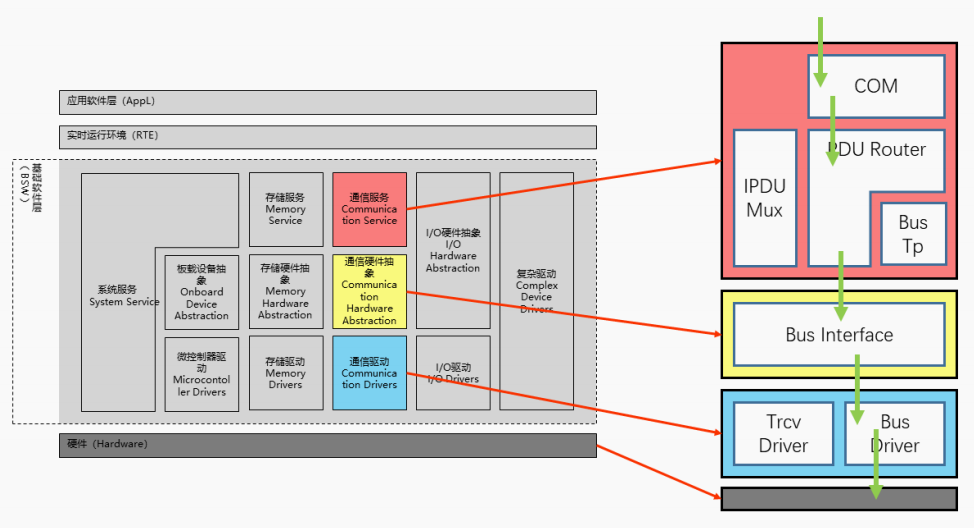 应用软件层（AppL）
实时运行环境（RTE）
基础软件层
（BSW）
系统服务
System Service
板载设备抽
象
Onboard
Device
Abstraction
微控制器驱
动
Microcontol
ler Drivers
存储服务
Memory
Service
存储硬件抽
象
Memory
Hardware
Abstraction
存储驱动
Memory
Drivers
通信服务
Communica
tion Service
通信硬件抽
象
Communica
tion
Hardware
Abstraction
通信驱动
Communica
tion Drivers
I/O硬件抽象
I/O
Hardware
Abstraction
I/O驱动
I/O Drivers
复杂驱动
Complex
Device
Drivers
硬件（Hardware）
COM
PDU Router
IPDU
Mux
Bus
Tp
Bus Interface
Trcv
Driver
Bus
Driver